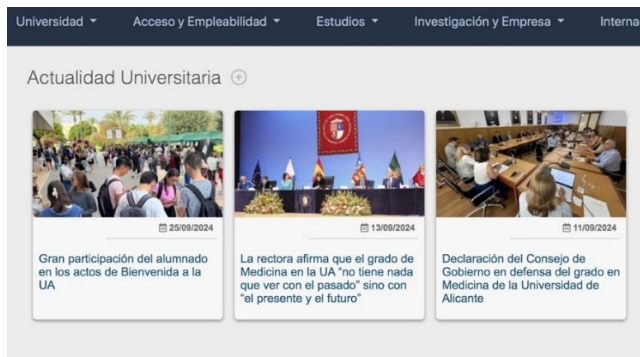 Universidad
Acceso y Empleabilidad
Estudios
Investigación y Empresa
Interna
Actualidad Universitaria
25/09/2024
Gran participación del alumnado
en los actos de Bienvenida a la
UA
13/09/2024
La rectora afirma que el grado de
Medicina en la UA "no tiene nada
que ver con el pasado" sino con
"el presente y el futuro"
11/09/2024
Declaración del Consejo de
Gobierno en defensa del grado en
Medicina de la Universidad de
Alicante